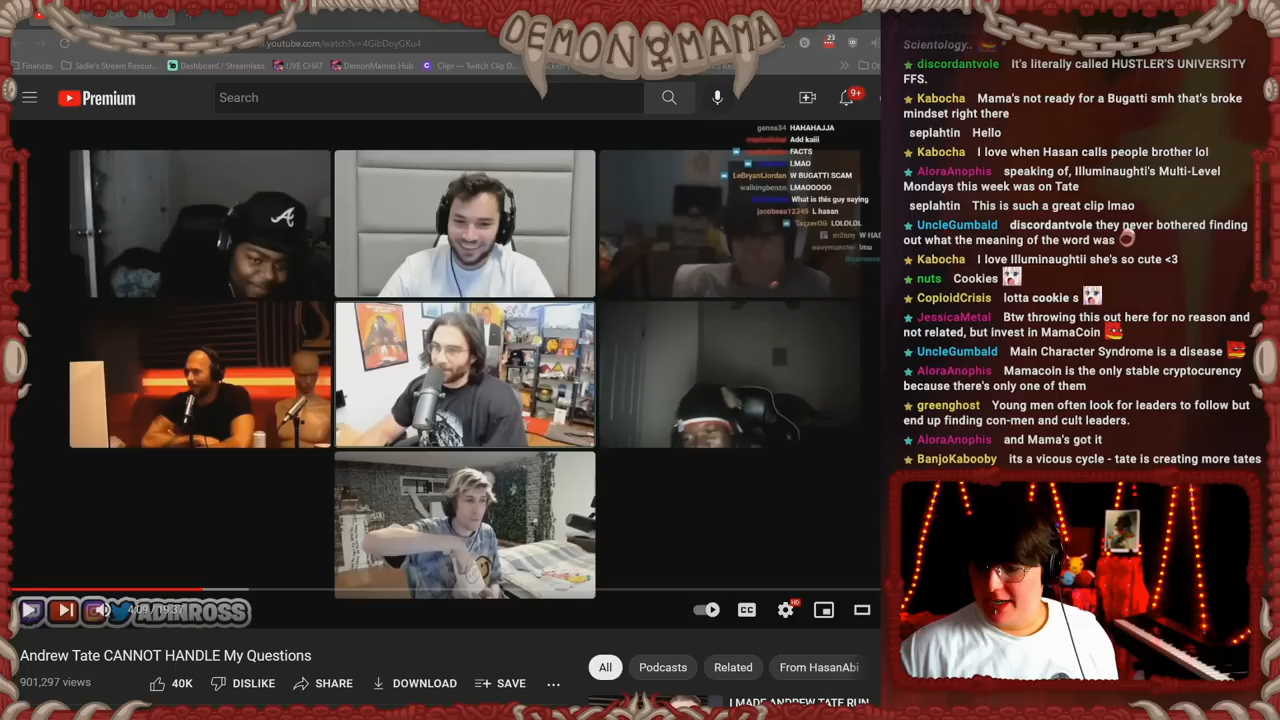 DEMON MAMA
youtube.com/watch?v=4GibDoyGKu4
Finances
Sadie's Stream Resou...
Dashboard / Streamlabs
LIVE CHAT
DemonMamas Hub
Clipr — Twitch Clip D...
Premium
Search
9+
23
genos34 HAHAHAJJA
Add kaiii
FACTS
LMAO
LeBryantJordan W BUGATTI SCAM
walkingbenzo LMAOOOOO
What is this guy saying
jacobees12345 L hasan
LOLOLOL
4:09 / 19:37
ADINROSS
CC
HD
Andrew Tate CANNOT HANDLE My Questions
901,297 views
40K
DISLIKE
SHARE
DOWNLOAD
SAVE
...
All
Podcasts
Related
From HasanAbi
I MADE ANDREW TATE RUN
Scientology..
discordantvole It's literally called HUSTLER'S UNIVERSITY
FFS.
Kabocha Mama's not ready for a Bugatti smh that's broke
mindset right there
seplahtin Hello
Kabocha I love when Hasan calls people brother lol
AloraAnophis speaking of, Illuminaughti's Multi-Level
Mondays this week was on Tate
seplahtin This is such a great clip lmao
UncleGumbald discordantvole they never bothered finding
out what the meaning of the word was
Kabocha I love Illuminaughtii she's so cute <3
nuts Cookies
CopioidCrisis lotta cookie s
JessicaMetal Btw throwing this out here for no reason and
not related, but invest in MamaCoin
UncleGumbald Main Character Syndrome is a disease
AloraAnophis Mamacoin is the only stable cryptocurency
because there's only one of them
greenghost Young men often look for leaders to follow but
end up finding con-men and cult leaders.
AloraAnophis and Mama's got it
BanjoKabooby its a vicous cycle - tate is creating more tates